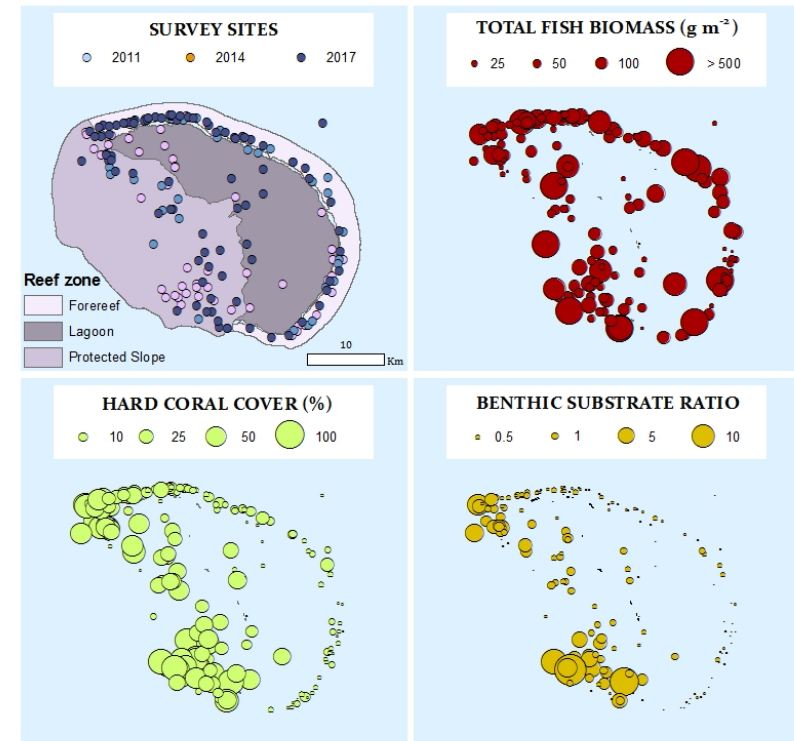 SURVEY SITES
2011 2014 2017
Reef zone
Forereef
Lagoon
Protected Slope
10
Km
TOTAL FISH BIOMASS (g m⁻²)
25 50 100 > 500
HARD CORAL COVER (%)
10 25 50 100
BENTHIC SUBSTRATE RATIO
0.5 1 5 10